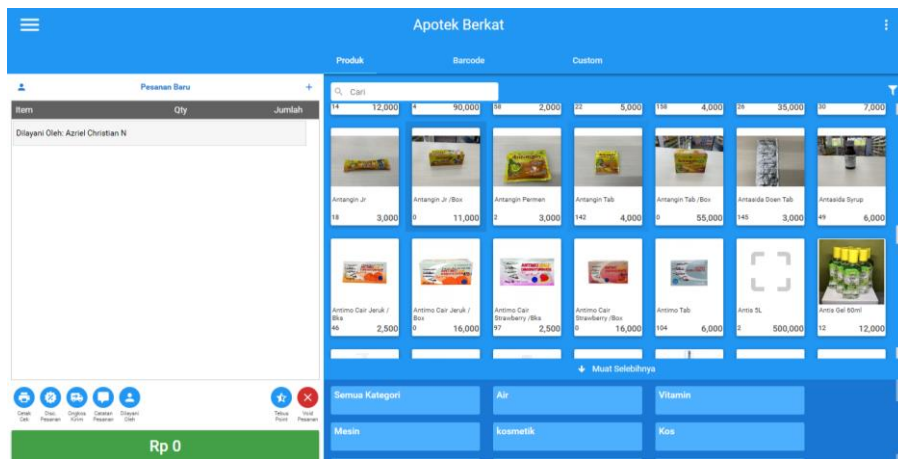 Apotek Berkat
Produk
Barcode
Custom
Pesanan Baru
+
Item
Qty
Jumlah
Dilayani Oleh: Azriel Christian N
Cari
14 12,000
4 90,000
58 2,000
22 5,000
158 4,000
26 35,000
30 7,000
Antangin Jr
18 3,000
Antangin Jr /Box
0 11,000
Antangin Permen
2 3,000
Antangin Tab
142 4,000
Antangin Tab /Box
0 55,000
Antasida Doen Tab
145 3,000
Antasida Syrup
49 6,000
Antimo Cair Jeruk /
Bks
46 2,500
Antimo Cair Jeruk /
Box
0 16,000
Antimo Cair
Strawberry /Bks
97 2,500
Antimo Cair
Strawberry /Box
0 16,000
Antimo Tab
104 6,000
Antis 5L
2 500,000
Antis Gel 60ml
12 12,000
Muat Selebihnya
Cetak
Cek
Disc.
Pesanan
Ongkos
Kirim
Catatan
Pesanan
Dilayani
Oleh
Tebus
Point
Void
Pesanan
Rp 0
Semua Kategori
Air
Vitamin
Mesin
kosmetik
Kos